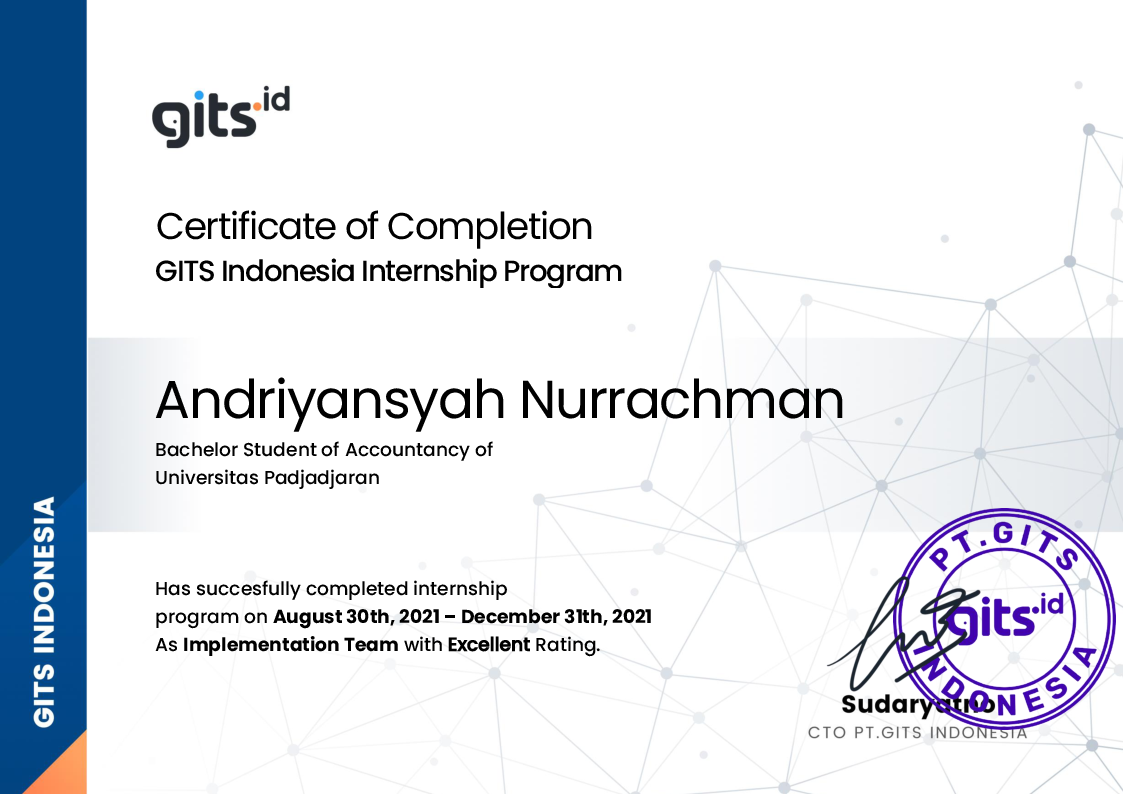 gits.id
Certificate of Completion
GITS Indonesia Internship Program
Andriyansyah Nurrachman
Bachelor Student of Accountancy of
Universitas Padjadjaran
Has succesfully completed internship
program on August 30th, 2021 – December 31th, 2021
As Implementation Team with Excellent Rating.
GITS INDONESIA
PT.GITS
gits.id
INDONESIA
Sudaryatno
CTO PT.GITS INDONESIA